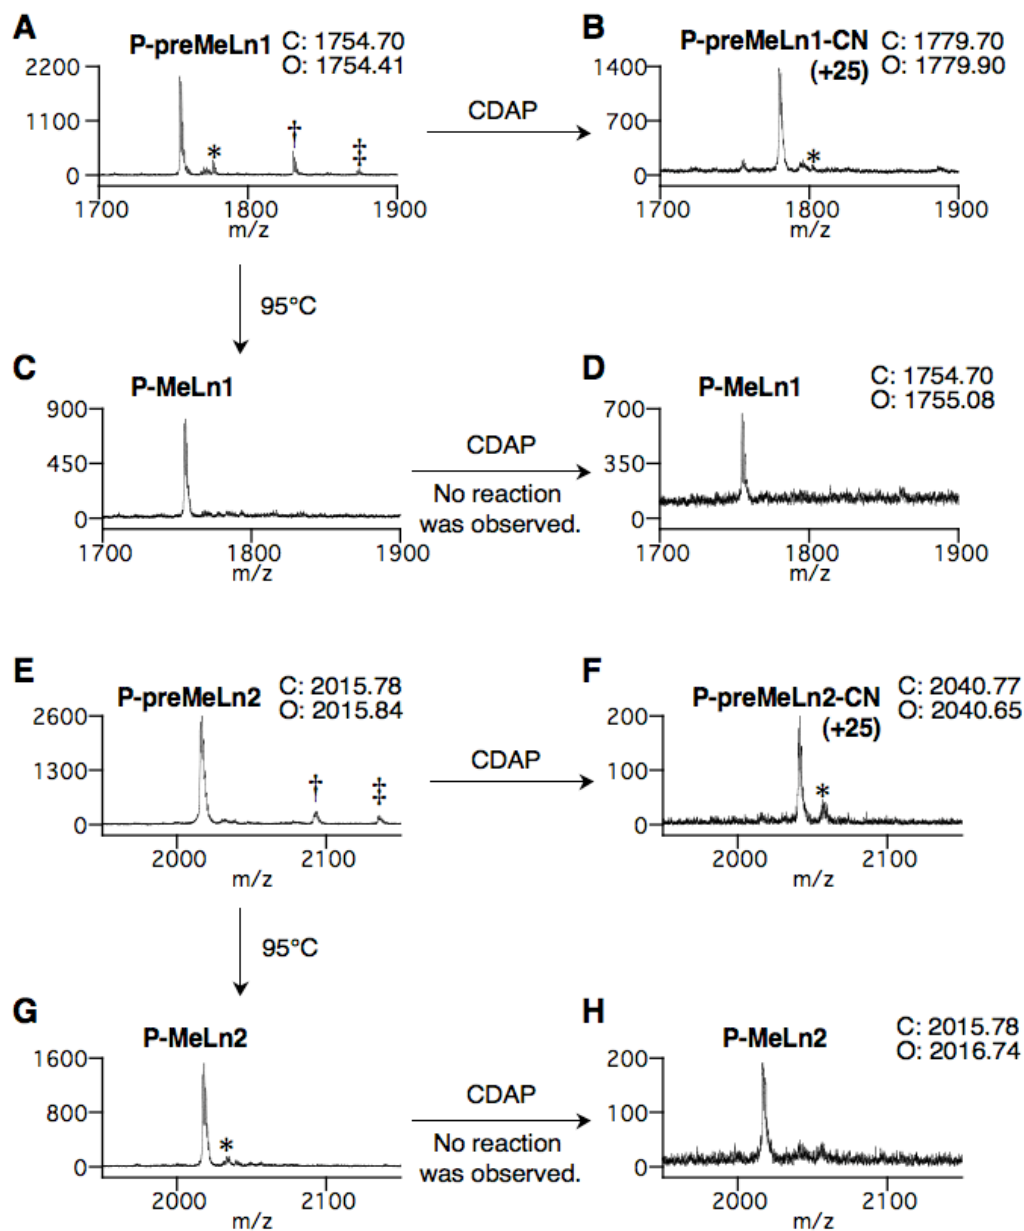 A
P-preMeLn1
C: 1754.70
O: 1754.41
2200
1100
0
*
†
‡
1700 1800 1900
m/z
CDAP
B
P-preMeLn1-CN
(+25)
C: 1779.70
O: 1779.90
1400
700
0
*
1700 1800 1900
m/z
95°C
C
P-MeLn1
900
450
0
1700 1800 1900
m/z
CDAP
No reaction
was observed.
D
P-MeLn1
C: 1754.70
O: 1755.08
700
350
0
1700 1800 1900
m/z
E
P-preMeLn2
C: 2015.78
O: 2015.84
2600
1300
0
†
‡
2000 2100
m/z
CDAP
F
P-preMeLn2-CN
(+25)
C: 2040.77
O: 2040.65
200
100
0
*
2000 2100
m/z
95°C
G
P-MeLn2
1600
800
0
*
2000 2100
m/z
CDAP
No reaction
was observed.
H
P-MeLn2
C: 2015.78
O: 2016.74
200
100
0
2000 2100
m/z